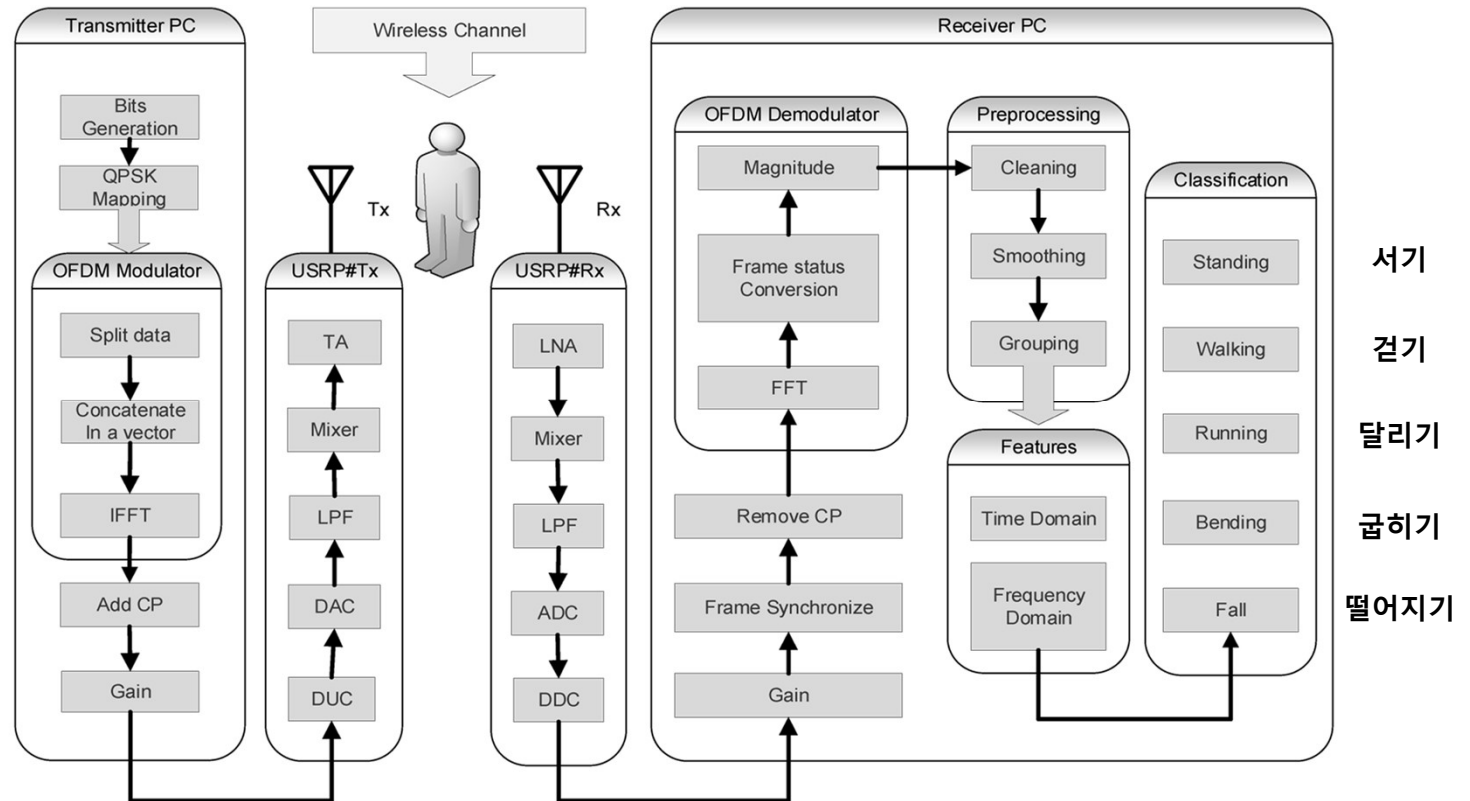 Transmitter PC
Bits
Generation
QPSK
Mapping
OFDM Modulator
Split data
Concatenate
In a vector
IFFT
Add CP
Gain
Wireless Channel
Tx
Rx
USRP#Tx
TA
Mixer
LPF
DAC
DUC
USRP#Rx
LNA
Mixer
LPF
ADC
DDC
Receiver PC
OFDM Demodulator
Magnitude
Frame status
Conversion
FFT
Remove CP
Frame Synchronize
Gain
Preprocessing
Cleaning
Smoothing
Grouping
Features
Time Domain
Frequency
Domain
Classification
Standing
Walking
Running
Bending
Fall
서기
걷기
달리기
굽히기
떨어지기